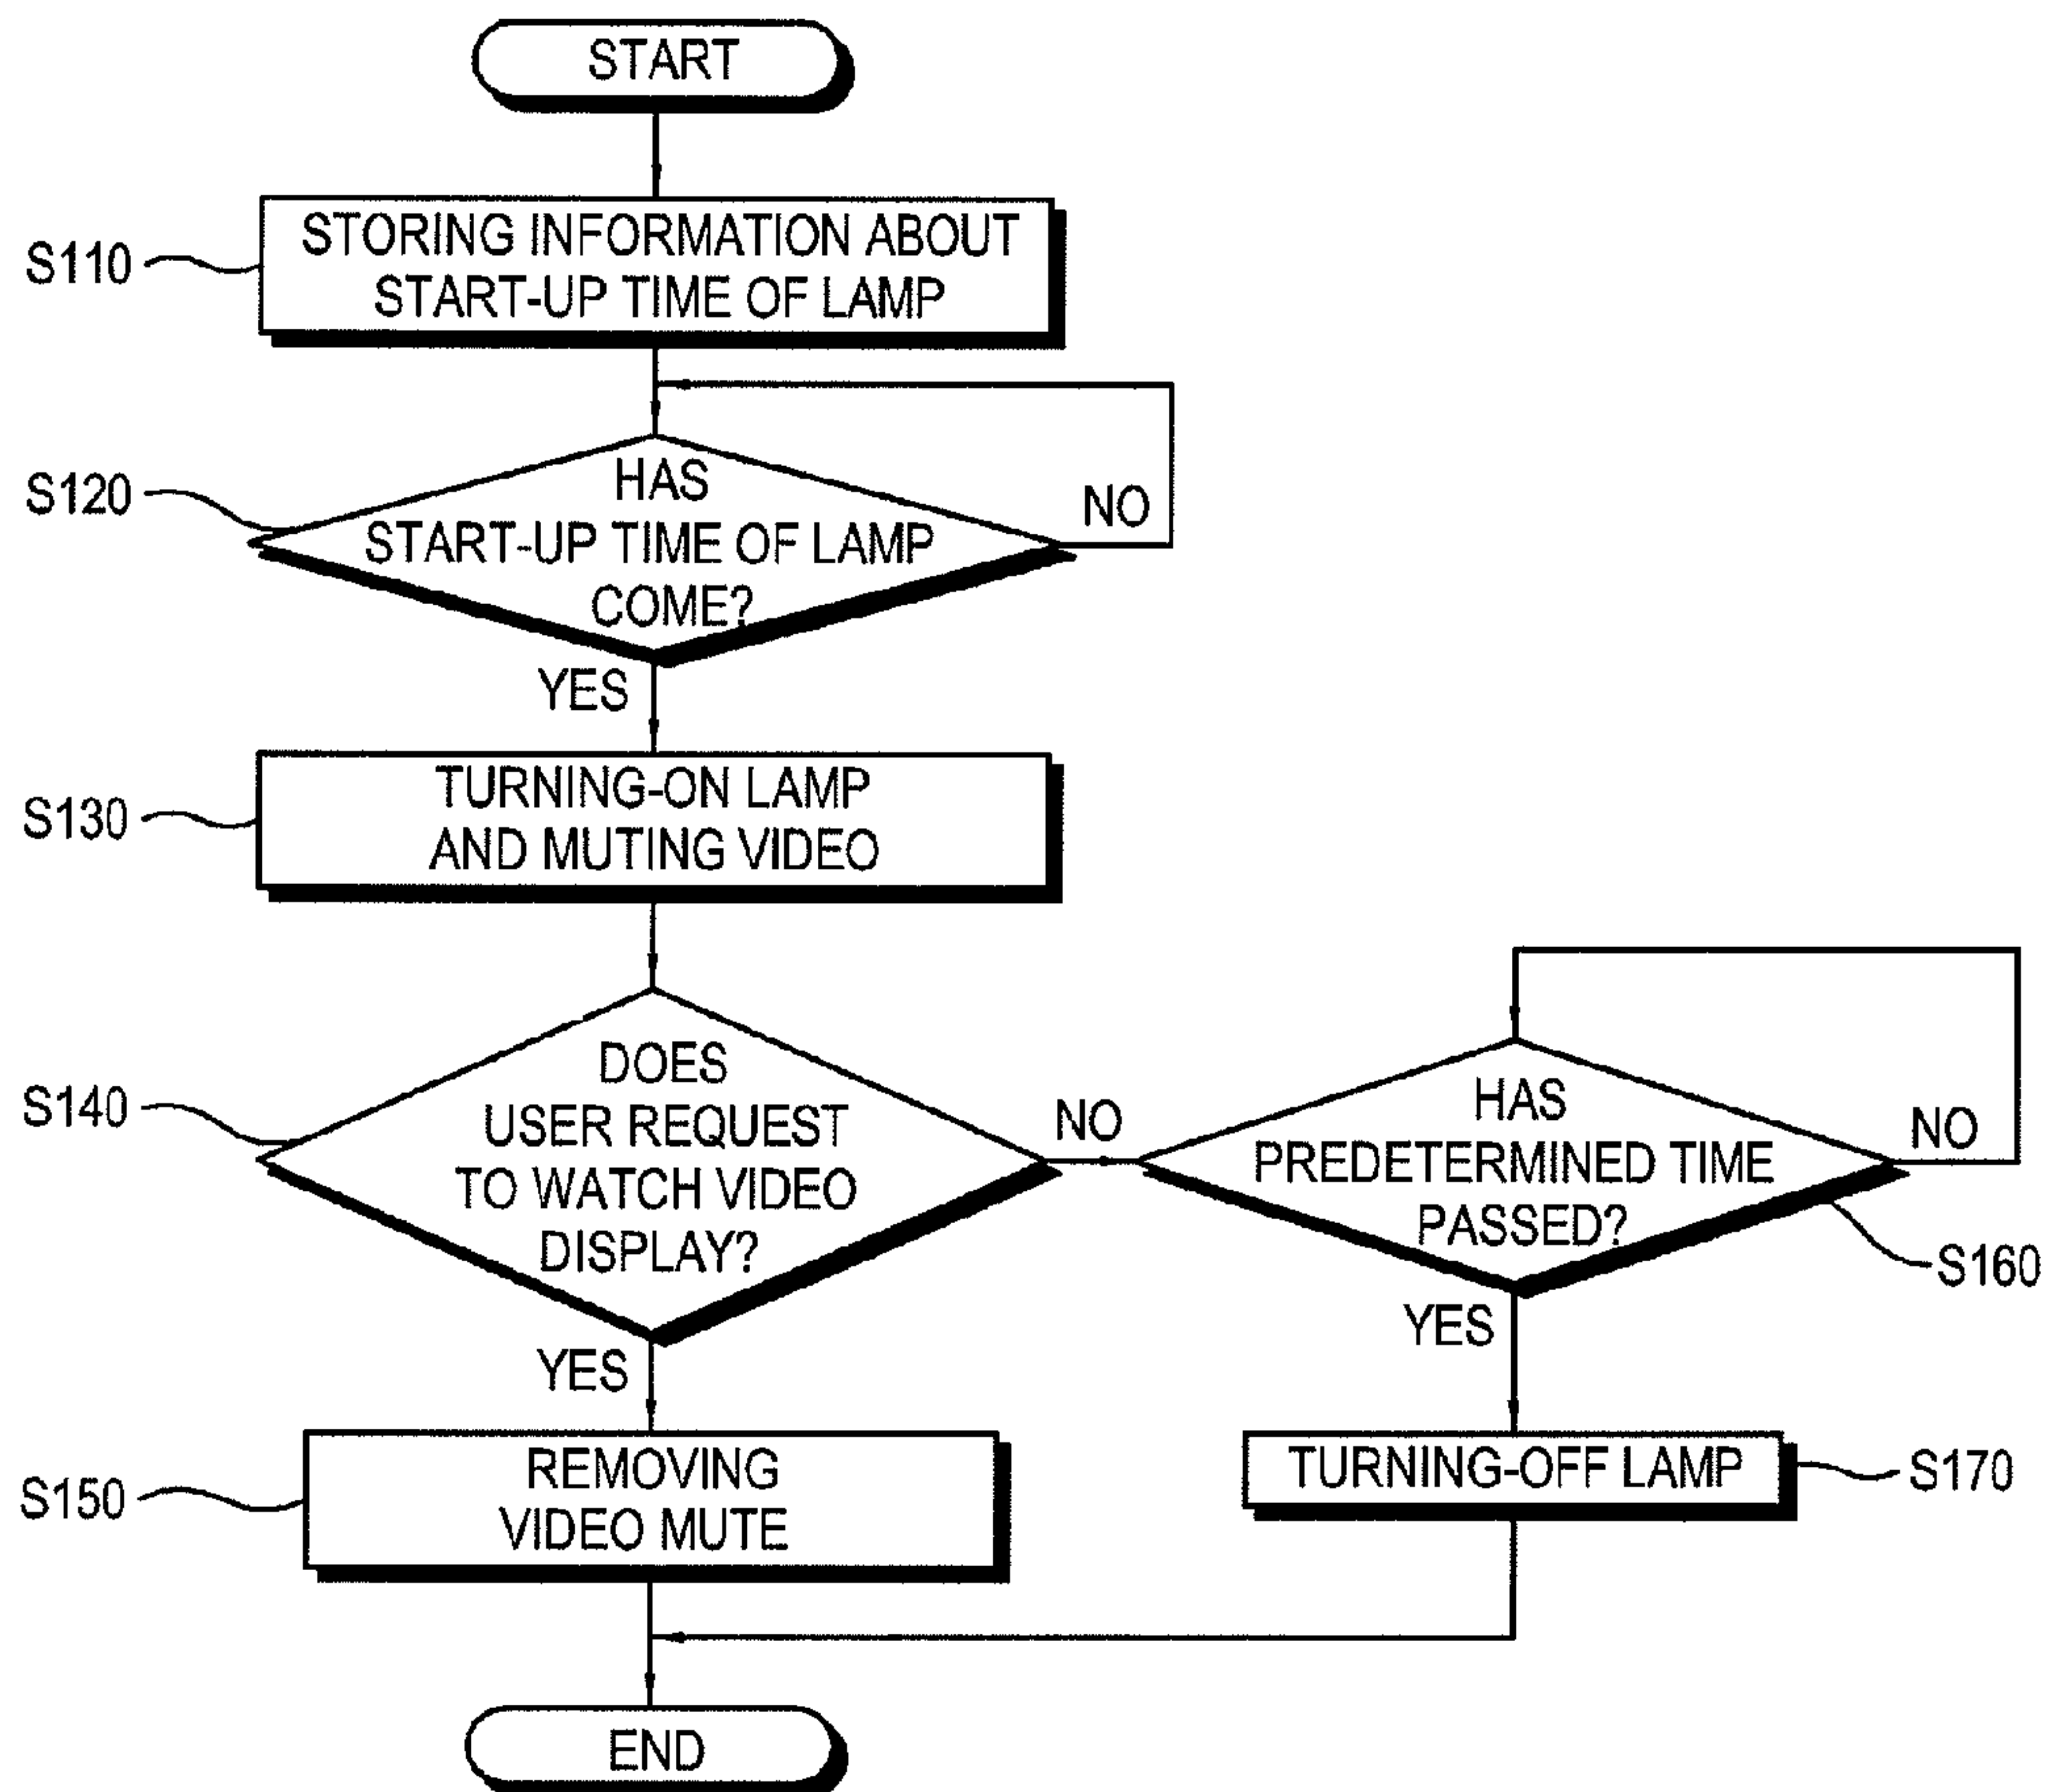 START
S110
STORING INFORMATION ABOUT
START-UP TIME OF LAMP
S120
HAS
START-UP TIME OF LAMP
COME?
NO
YES
S130
TURNING-ON LAMP
AND MUTING VIDEO
S140
DOES
USER REQUEST
TO WATCH VIDEO
DISPLAY?
NO
HAS
PREDETERMINED TIME
PASSED?
NO
S160
YES
YES
S150
REMOVING
VIDEO MUTE
TURNING-OFF LAMP
S170
END